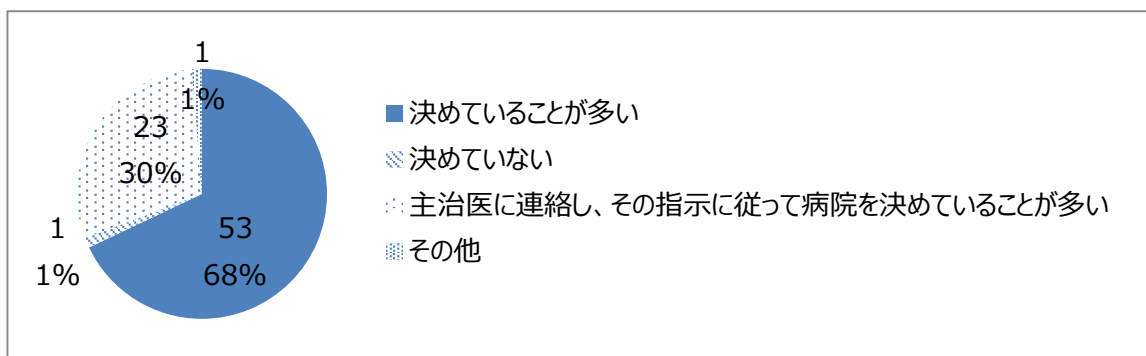 1
1%
23
30%
1
1%
53
68%
決めていることが多い
決めていない
主治医に連絡し、その指示に従って病院を決めていることが多い
その他